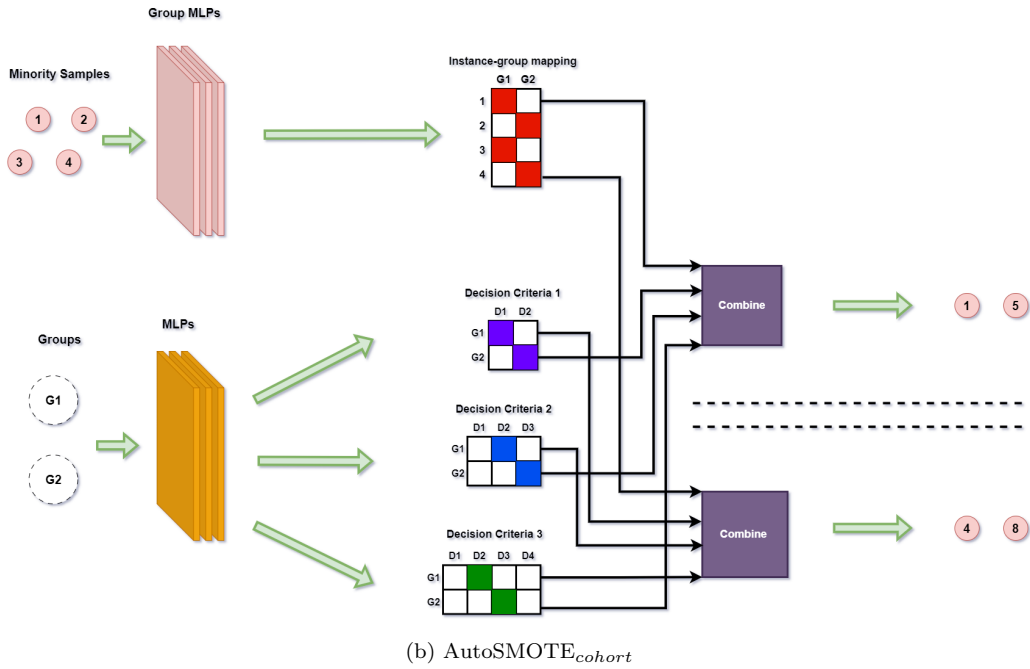 Group MLPs
Minority Samples
1 2
3 4
Instance-group mapping
G1 G2
1
2
3
4
Groups
G1
G2
MLPs
Decision Criteria 1
D1 D2
G1
G2
Decision Criteria 2
D1 D2 D3
G1
G2
Decision Criteria 3
D1 D2 D3 D4
G1
G2
Combine
1 5
Combine
4 8
(b) AutoSMOTEcohort